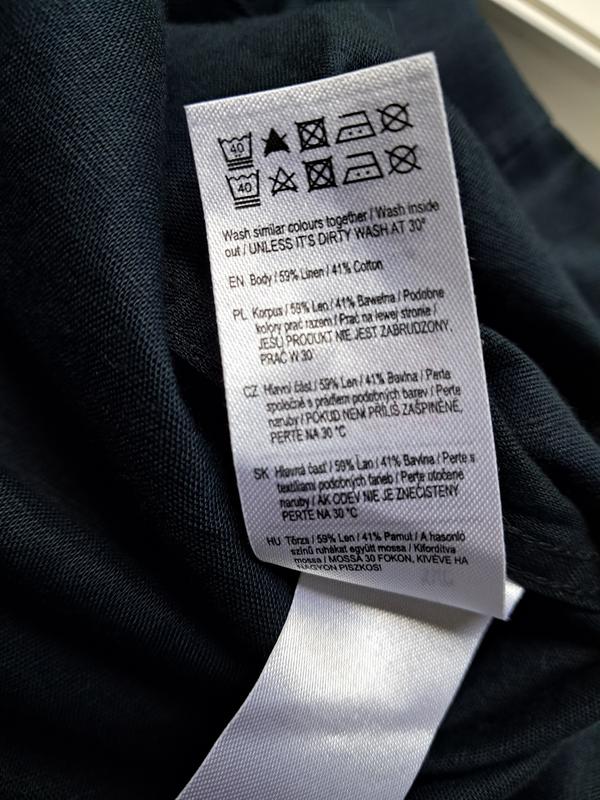 40
40
Wash similar colours together / Wash inside
out / UNLESS IT'S DIRTY WASH AT 30°
EN Body / 59% Linen / 41% Cotton
PL Korpus / 59% Len / 41% Bawełna / Podobne
kolory prać razem / Prać na lewej stronie /
JEŚLI PRODUKT NIE JEST ZABRUDZONY,
PRAĆ W 30°
CZ Hlavní část / 59% Len / 41% Bavlna / Perte
společně s prádlem podobných barev / Perte
naruby / POKUD NENÍ PŘÍLIŠ ZAŠPINĚNÉ,
PERTE NA 30 °C
SK Hlavná časť / 59% Ľan / 41% Bavlna / Perte s
textíliami podobných farieb / Perte otočené
naruby / AK ODEV NIE JE ZNEČISTENÝ
PERTE NA 30 °C
HU Törzs / 59% Len / 41% Pamut / A hasonló
színű ruhákat együtt mossa / Kifordítva
mossa / MOSSA 30 FOKON, KIVÉVE HA
NAGYON PISZKOS!